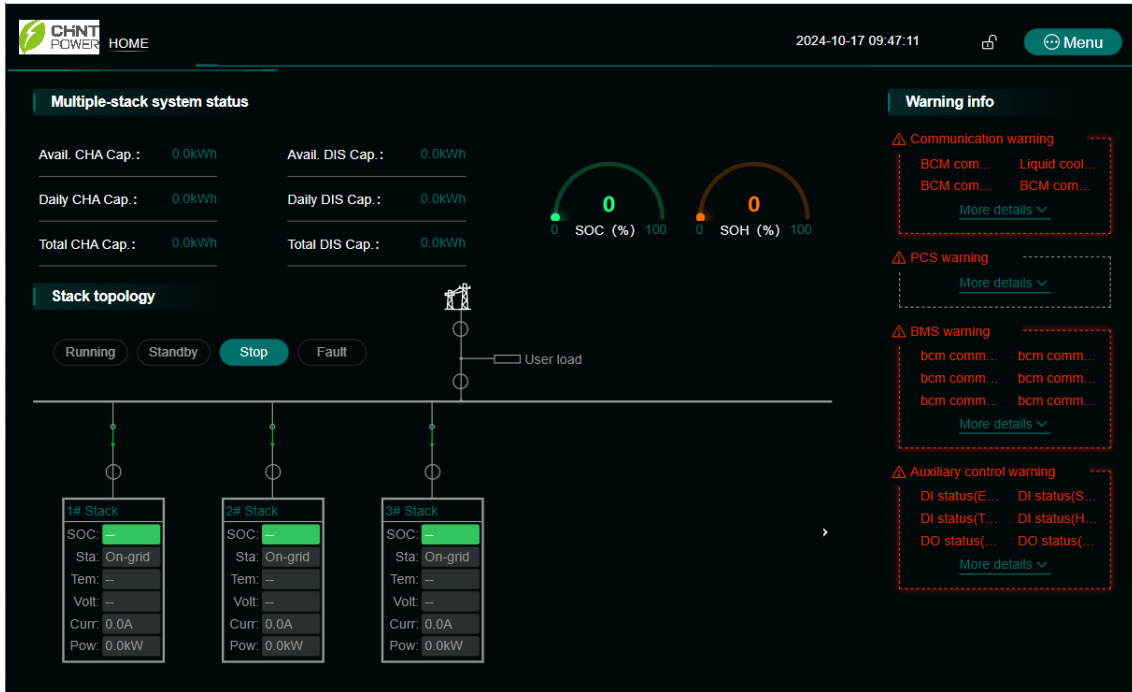 CHiNT
POWER
HOME
2024-10-17 09:47:11
Menu
Multiple-stack system status
Avail. CHA Cap.: 0.0kWh
Avail. DIS Cap.: 0.0kWh
Daily CHA Cap.: 0.0kWh
Daily DIS Cap.: 0.0kWh
Total CHA Cap.: 0.0kWh
Total DIS Cap.: 0.0kWh
0
0 SOC (%) 100
0
0 SOH (%) 100
Stack topology
Running Standby Stop Fault
User load
1# Stack
SOC: --
Sta: On-grid
Tem: --
Volt: --
Curr: 0.0A
Pow: 0.0kW
2# Stack
SOC: --
Sta: On-grid
Tem: --
Volt: --
Curr: 0.0A
Pow: 0.0kW
3# Stack
SOC: --
Sta: On-grid
Tem: --
Volt: --
Curr: 0.0A
Pow: 0.0kW
Warning info
Communication warning
BCM com... Liquid cool...
BCM com... BCM com...
More details
PCS warning
More details
BMS warning
bcm comm... bcm comm...
bcm comm... bcm comm...
bcm comm... bcm comm...
More details
Auxiliary control warning
DI status(E... DI status(S...
DI status(T... DI status(H...
DO status(... DO status(...
More details